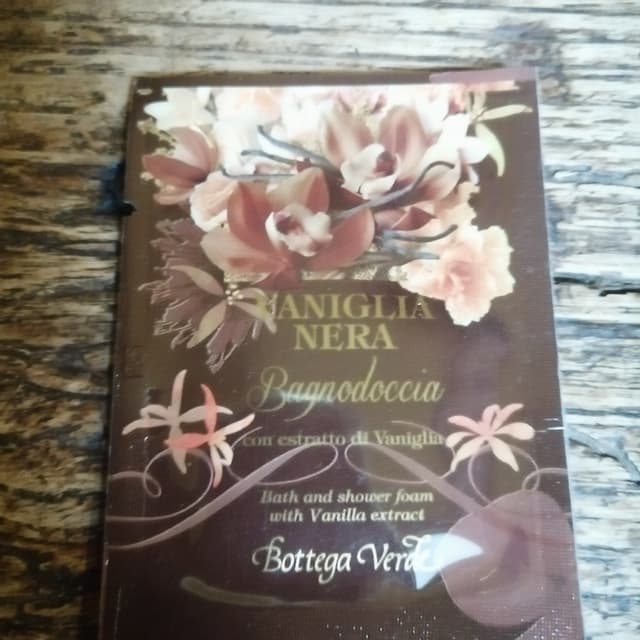 VANIGLIA
NERA
Bagnodoccia
con estratto di Vaniglia
Bath and shower foam
with Vanilla extract
Bottega Verde